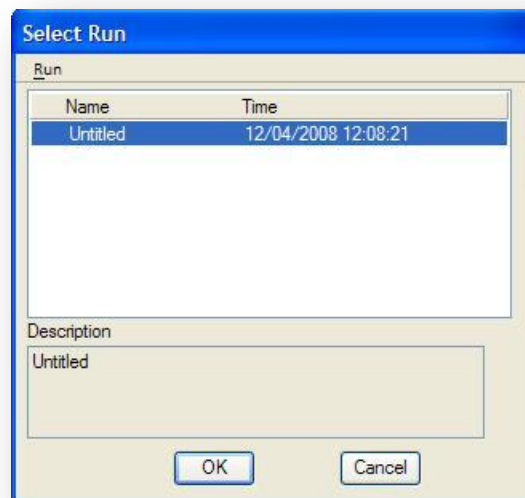 Select Run
Run
Name Time
Untitled 12/04/2008 12:08:21
Description
Untitled
OK Cancel